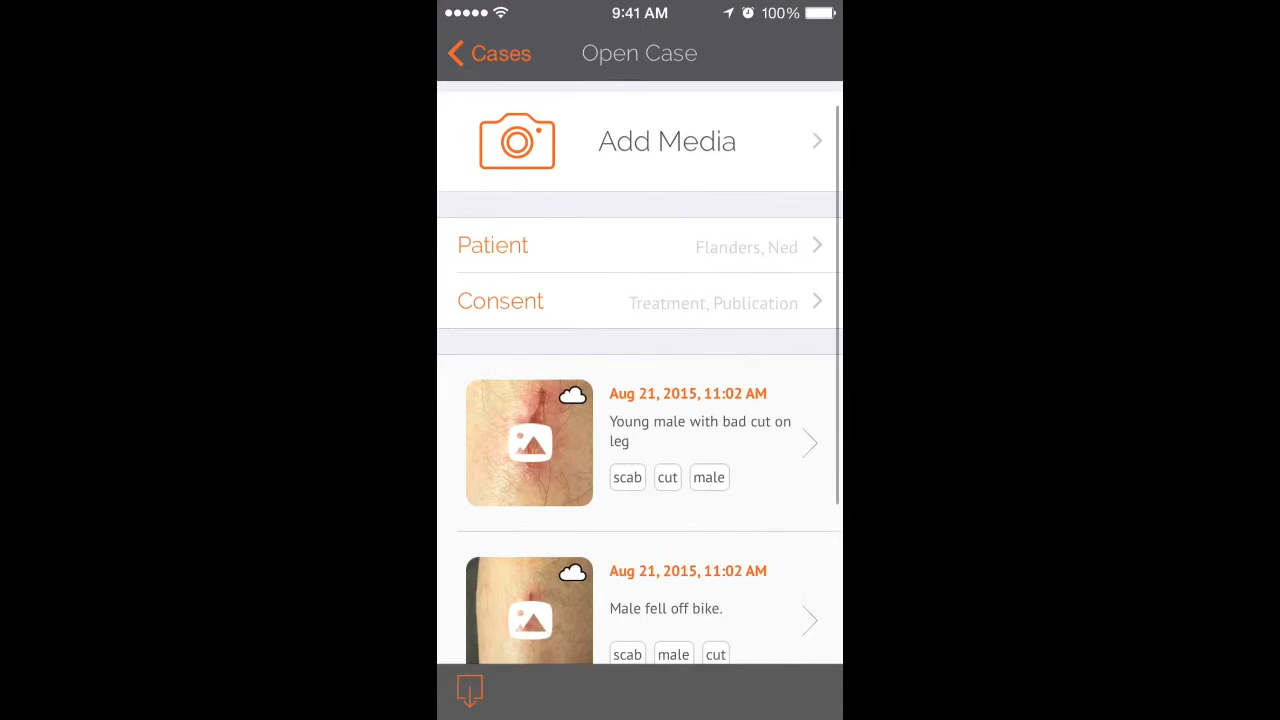 9:41 AM
100%
Cases
Open Case
Add Media
Patient
Flanders, Ned
Consent
Treatment, Publication
Aug 21, 2015, 11:02 AM
Young male with bad cut on
leg
scab cut male
Aug 21, 2015, 11:02 AM
Male fell off bike.
scab male cut